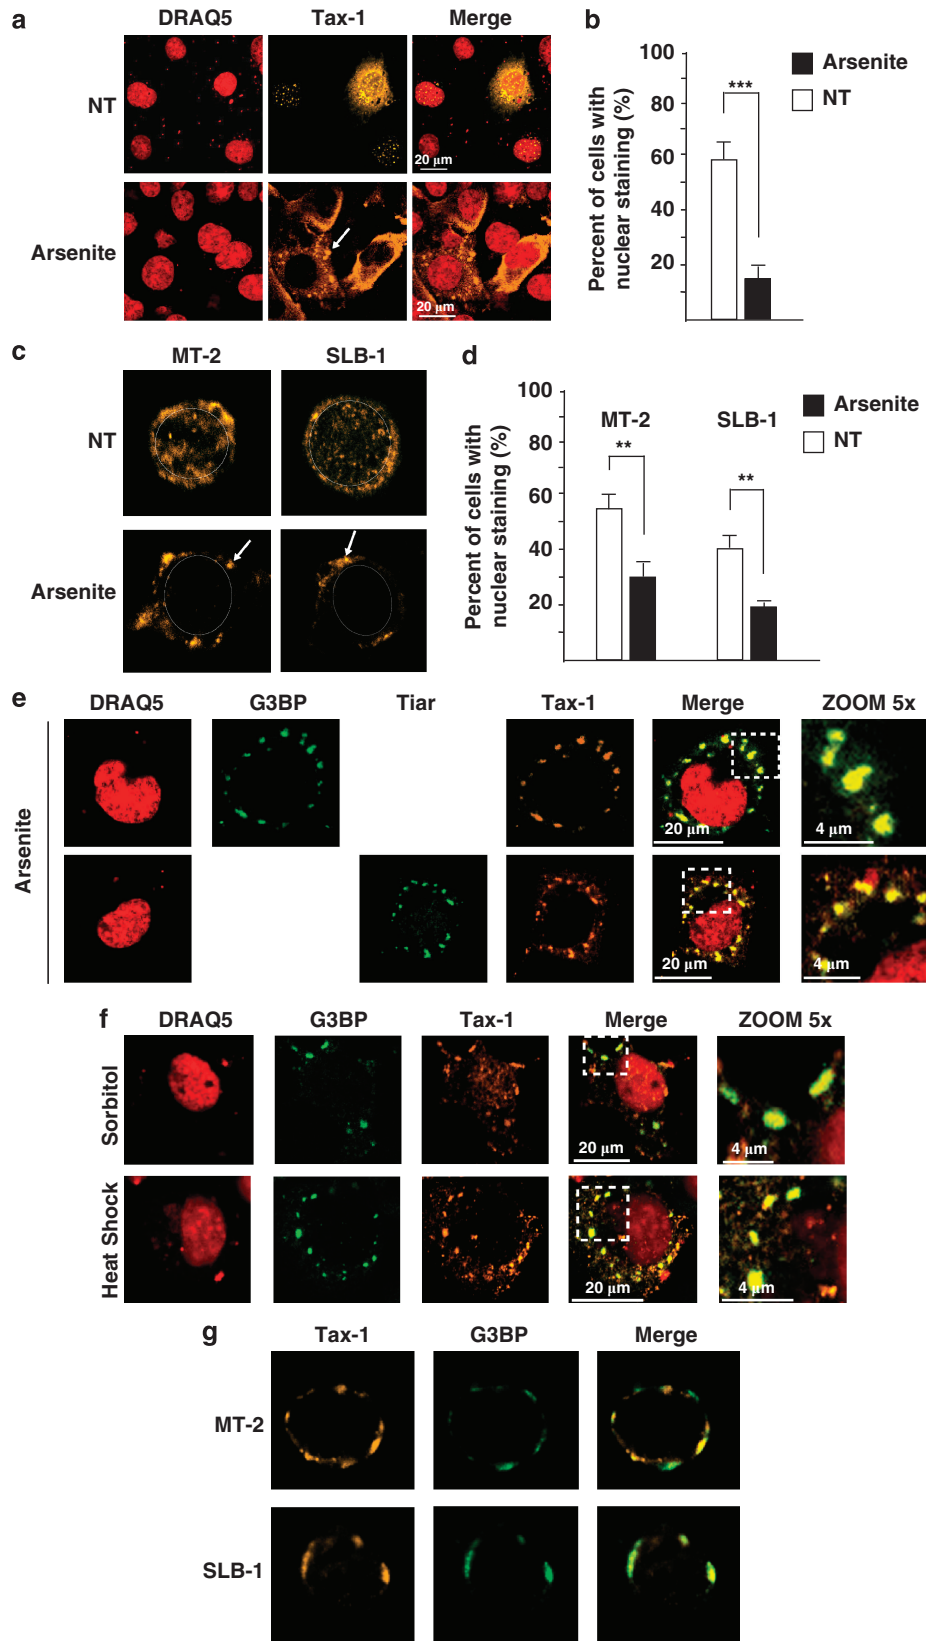 a
DRAQ5 Tax-1 Merge
NT
20 µm
Arsenite
20 µm
b
Percent of cells with
nuclear staining (%)
100
80
60
40
20
***
Arsenite
NT
c
MT-2 SLB-1
NT
Arsenite
d
Percent of cells with
nuclear staining (%)
100
80
60
40
20
MT-2 SLB-1
** **
Arsenite
NT
e
DRAQ5 G3BP Tiar Tax-1 Merge ZOOM 5x
Arsenite
20 µm 4 µm
20 µm 4 µm
f
DRAQ5 G3BP Tax-1 Merge ZOOM 5x
Sorbitol
20 µm 4 µm
Heat Shock
20 µm 4 µm
g
Tax-1 G3BP Merge
MT-2
SLB-1